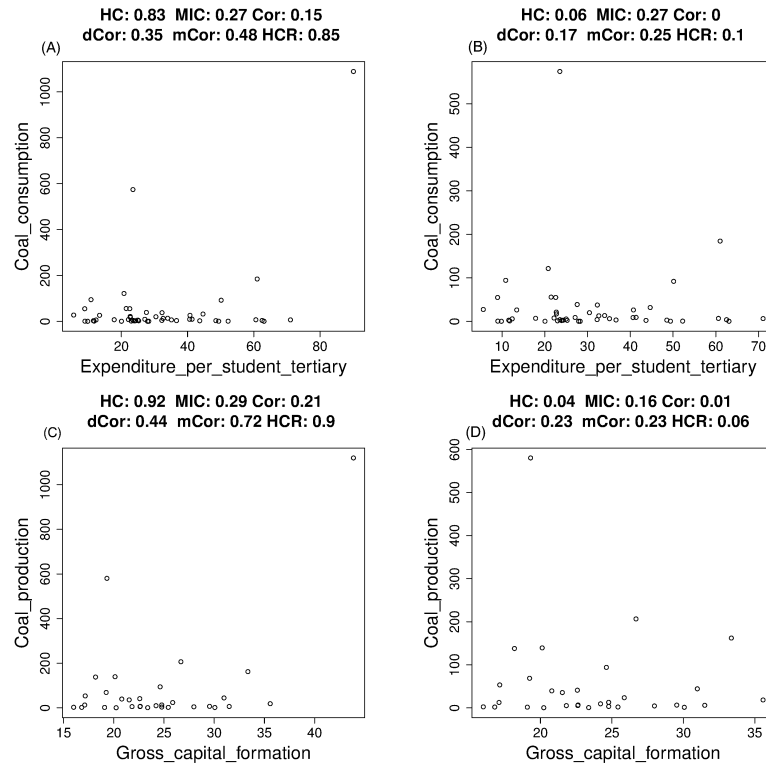 HC: 0.83 MIC: 0.27 Cor: 0.15
dCor: 0.35 mCor: 0.48 HCR: 0.85
(A)
Coal_consumption
0
200
400
600
800
1000
20
40
60
80
Expenditure_per_student_tertiary
HC: 0.06 MIC: 0.27 Cor: 0
dCor: 0.17 mCor: 0.25 HCR: 0.1
(B)
Coal_consumption
0
100
200
300
400
500
10
20
30
40
50
60
70
Expenditure_per_student_tertiary
HC: 0.92 MIC: 0.29 Cor: 0.21
dCor: 0.44 mCor: 0.72 HCR: 0.9
(C)
Coal_production
0
200
400
600
800
1000
15
20
25
30
35
40
Gross_capital_formation
HC: 0.04 MIC: 0.16 Cor: 0.01
dCor: 0.23 mCor: 0.23 HCR: 0.06
(D)
Coal_production
0
100
200
300
400
500
600
20
25
30
35
Gross_capital_formation